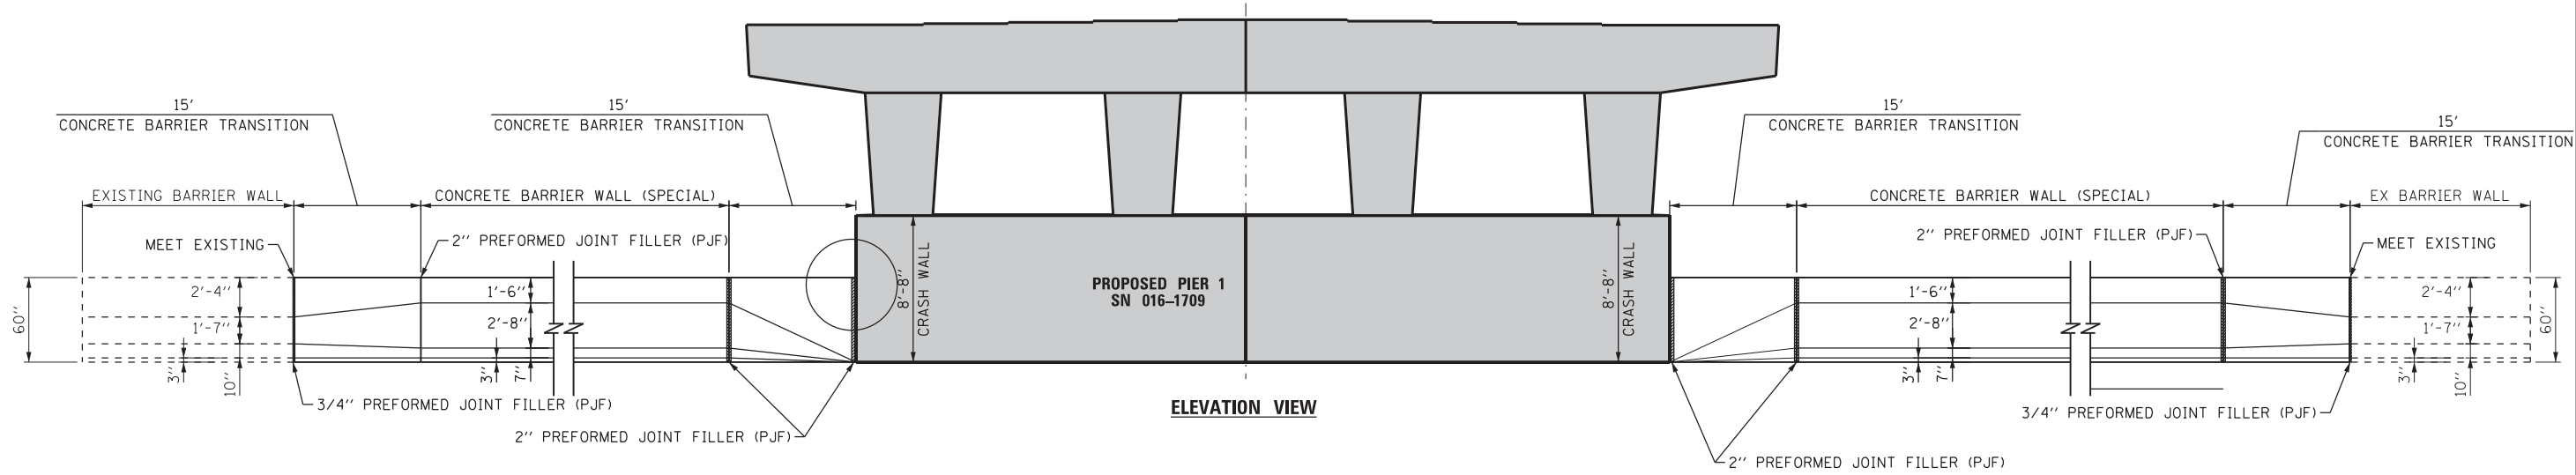 15'
CONCRETE BARRIER TRANSITION
15'
CONCRETE BARRIER TRANSITION
15'
CONCRETE BARRIER TRANSITION
15'
CONCRETE BARRIER TRANSITION
EXISTING BARRIER WALL
CONCRETE BARRIER WALL (SPECIAL)
CONCRETE BARRIER WALL (SPECIAL)
EX BARRIER WALL
MEET EXISTING
2'' PREFORMED JOINT FILLER (PJF)
2'' PREFORMED JOINT FILLER (PJF)
MEET EXISTING
60''
2'-4''
1'-7''
3''
10''
1'-6''
2'-8''
3''
7''
8'-8''
CRASH WALL
PROPOSED PIER 1
SN 016–1709
8'-8''
CRASH WALL
1'-6''
2'-8''
3''
7''
2'-4''
1'-7''
3''
10''
60''
3/4'' PREFORMED JOINT FILLER (PJF)
2'' PREFORMED JOINT FILLER (PJF)
ELEVATION VIEW
3/4'' PREFORMED JOINT FILLER (PJF)
2'' PREFORMED JOINT FILLER (PJF)